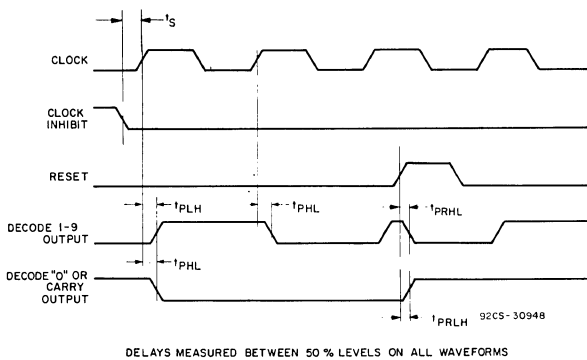 tS
CLOCK
CLOCK
INHIBIT
RESET
tPLH
tPHL
tPRHL
DECODE 1-9
OUTPUT
tPHL
DECODE "0" OR
CARRY
OUTPUT
tPRLH
92CS-30948
DELAYS MEASURED BETWEEN 50 % LEVELS ON ALL WAVEFORMS